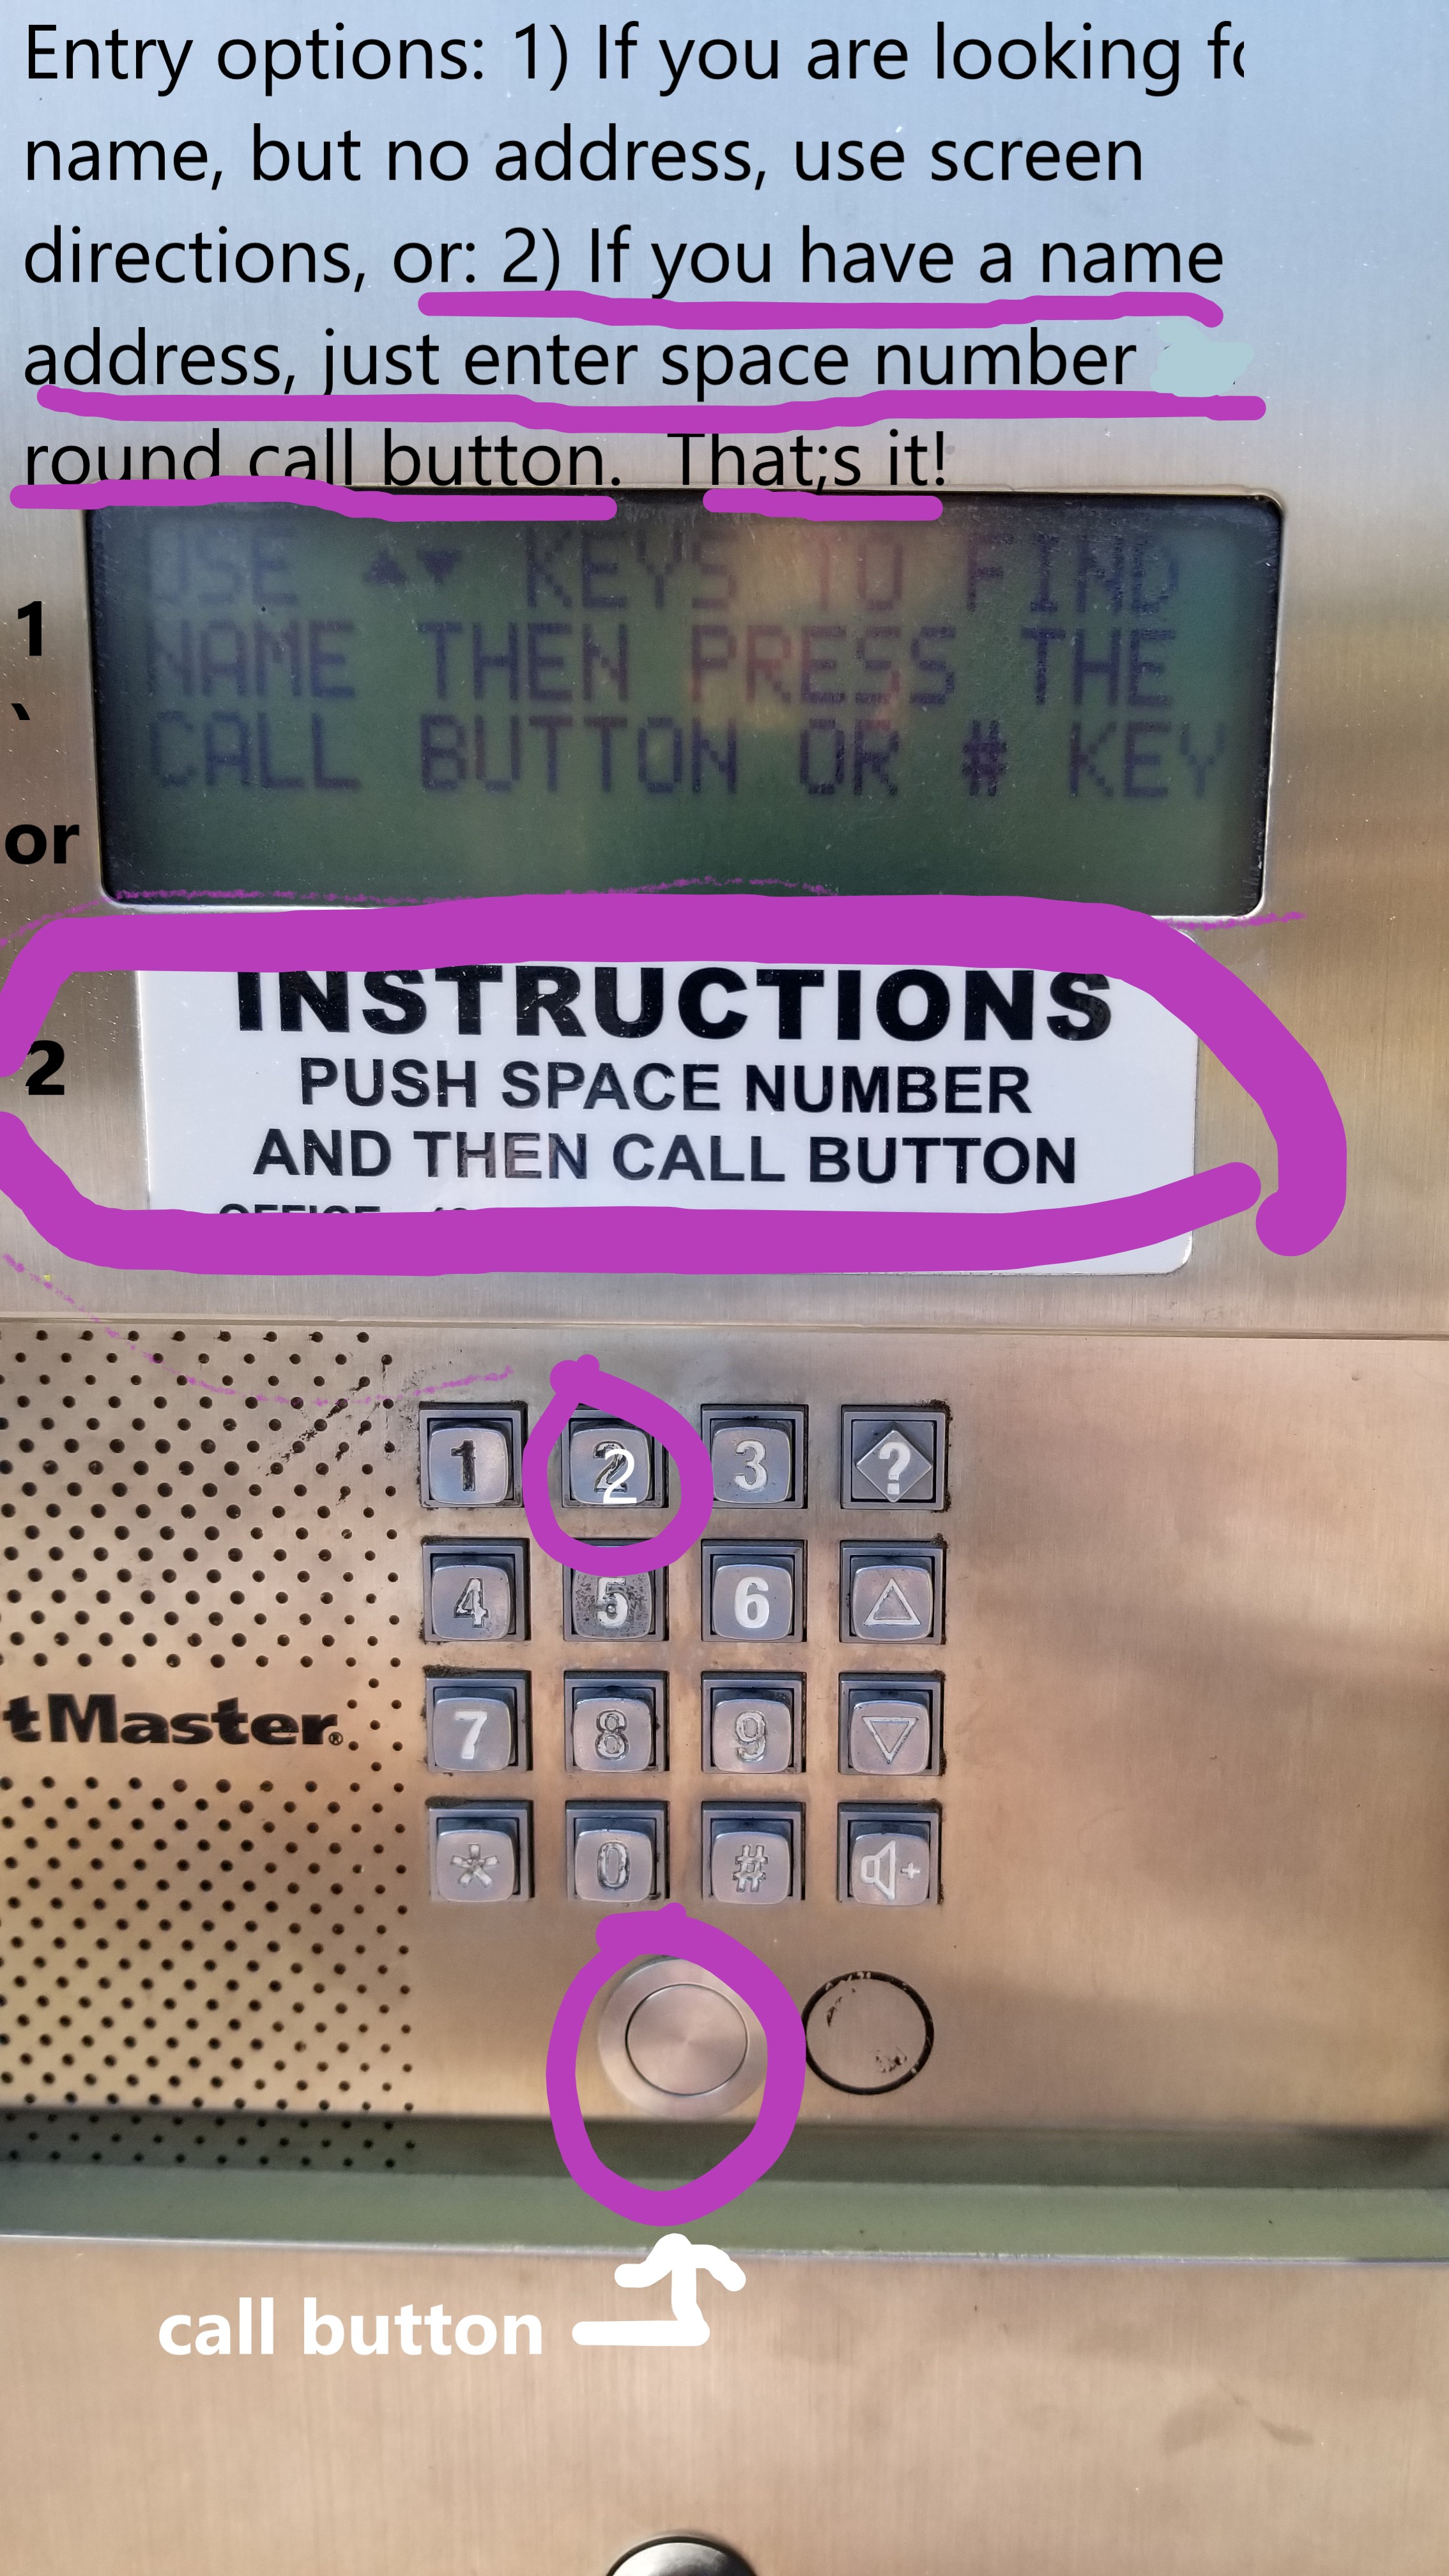 Entry options: 1) If you are looking
name, but no address, use screen
directions, or: 2) If you have a name
address, just enter space number
round call button. That;s it!
USE ▲▼ KEYS TO FIND
NAME THEN PRESS THE
CALL BUTTON OR # KEY
1
`
or
2
INSTRUCTIONS
PUSH SPACE NUMBER
AND THEN CALL BUTTON
1 2 2 3 ?
4 5 6 △
7 8 9 ▽
* 0 # +
tMaster®
call button